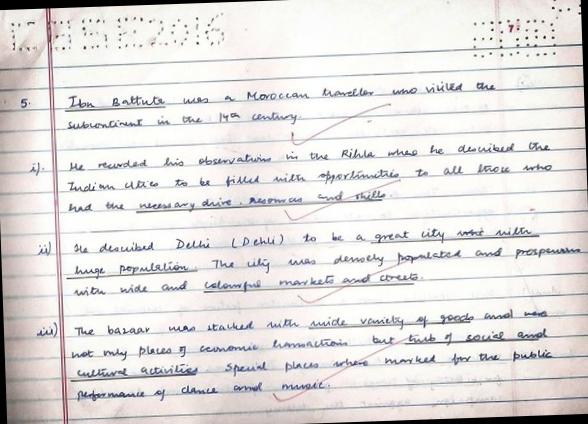 7
5. Ibn Battuta was a Moroccan traveller who visited the
subcontinent in the 14th century.
i). He recorded his observations in the Rihla where he described the
Indian cities to be filled with opportunities to all those who
had the necessary drive, resources and skills.
ii) He described Delhi (Dehli) to be a great city with
huge population. The city was densely populated and prosperous
with wide and colourful markets and streets.
iii) The bazaar was stacked with wide variety of goods and were
not only places of economic transactions but hub of social and
cultural activities. Special places where marked for the public
performance of dance and music.